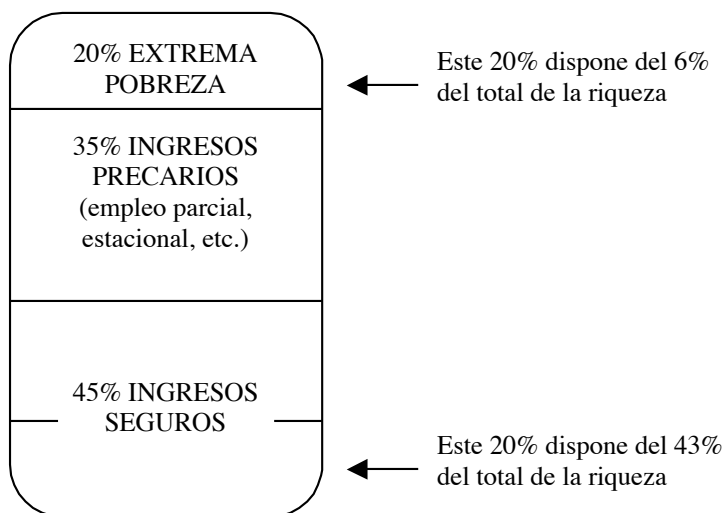 20% EXTREMA
POBREZA
Este 20% dispone del 6%
del total de la riqueza
35% INGRESOS
PRECARIOS
(empleo parcial,
estacional, etc.)
45% INGRESOS
SEGUROS
Este 20% dispone del 43%
del total de la riqueza